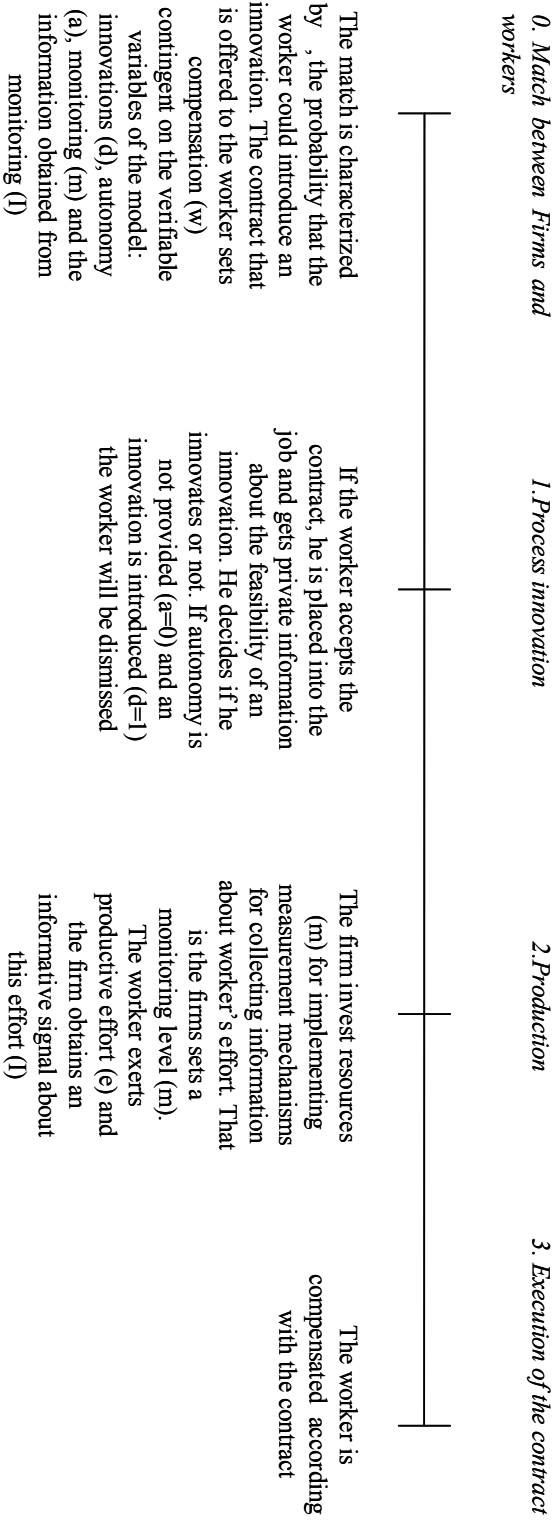 0. Match between Firms and
workers
The match is characterized
by , the probability that the
worker could introduce an
innovation. The contract that
is offered to the worker sets
compensation (w)
contingent on the verifiable
variables of the model:
innovations (d), autonomy
(a), monitoring (m) and the
information obtained from
monitoring (I)
1.Process innovation
If the worker accepts the
contract, he is placed into the
job and gets private information
about the feasibility of an
innovation. He decides if he
innovates or not. If autonomy is
not provided (a=0) and an
innovation is introduced (d=1)
the worker will be dismissed
2.Production
The firm invest resources
(m) for implementing
measurement mechanisms
for collecting information
about worker’s effort. That
is the firms sets a
monitoring level (m).
The worker exerts
productive effort (e) and
the firm obtains an
informative signal about
this effort (I)
3. Execution of the contract
The worker is
compensated according
with the contract